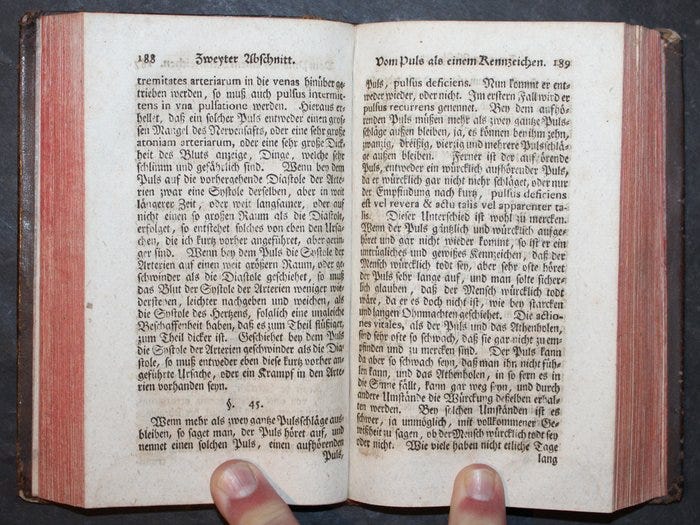 188 Zweyter Abschnitt.
tremitates arteriarum in die venas hinüber ge-
trieben werden, so muß auch pulsus intermit-
tens in vna pulsatione werden. Hieraus er-
hellet, daß ein solcher Puls entweder einen gros-
sen Mangel des Nervensafts, oder eine sehr große
atoniam arteriarum, oder eine sehr große Dick-
heit des Bluts anzeige, Dinge, welche sehr
schlimm und gefährlich sind. Wenn bey dem
Puls auf die vorhergehende Diastole der Arte-
rien zwar eine Systole derselben, aber in weit
längerer Zeit, oder weit langsamer, oder auf
nicht einen so großen Raum als die Diastole,
erfolgt, so entstehet solches von eben den Ursa-
chen, die ich kurtz vorher angeführet, aber gerin-
ger sind. Wenn bey dem Puls die Systole der
Arterien auf einen weit größern Raum, oder ge-
schwinder als die Diastole geschiehet, so muß
das Blut der Systole der Arterien weniger wie-
derstehen, leichter nachgeben und weichen, als
die Systole des Hertzens, folglich eine ungleiche
Beschaffenheit haben, daß es zum Theil flüßiger,
zum Theil dicker ist. Geschiehet bey dem Puls
die Systole der Arterien geschwinder als die Dia-
stole, so muß entweder eben diese kurtz vorher an-
geführte Ursache, oder ein Krampf in den Arte-
rien vorhanden seyn.
§. 45.
Wenn mehr als zwey gantze Pulsschläge aus-
bleiben, so saget man, der Puls höret auf, und
nennet einen solchen Puls, einen aufhörenden
Puls,
Vom Puls als einem Kennzeichen. 189
Puls, pulsus deficiens. Nun kommt er ent-
weder wieder, oder nicht. Im erstern Fall wird er
pulsus recurrens genennet. Bey dem aufhö-
renden Puls müßen mehr als zwey gantze Puls-
schläge außen bleiben, ja, es können bey ihm zehn,
zwanzig, dreißig, vierzig und mehrere Pulsschlä-
ge außen bleiben. Ferner ist der aufhörende
Puls, entweder ein würcklich aufhörender Puls,
da er würcklich gar nicht mehr schläget, oder nur
der Empfindung nach kurtz, pulsus deficiens
est vel revera & actu talis vel apparenter ta-
lis. Dieser Unterschied ist wohl zu mercken.
Wenn der Puls gäntzlich und würcklich aufge-
höret und gar nicht wieder kommt, so ist er ein
untrügliches und gewißes Kennzeichen, daß der
Mensch würcklich todt sey, aber sehr ofte höret
der Puls sehr lange auf, und man solte sicher-
lich glauben, daß der Mensch würcklich todt
wäre, da er es doch nicht ist, wie bey starcken
und langen Ohnmachten geschiehet. Die actio-
nes vitales, als der Puls und das Athenholen,
sind sehr ofte so schwach, daß sie gar nicht zu em-
pfinden und zu mercken sind. Der Puls kann
da aber so schwach seyn, daß man ihn nicht füh-
len kann, und das Athenholen, in so fern es in
die Sinne fällt, kann gar weg seyn, und durch
andere Umstände die Würckung deßelben erhal-
ten werden. Bey solchen Umständen ist es
schwer, ja unmöglich, mit vollkommener Ge-
wißheit zu sagen, ob der Mensch würcklich todt sey
oder nicht. Wie viele haben nicht etliche Tage
lang